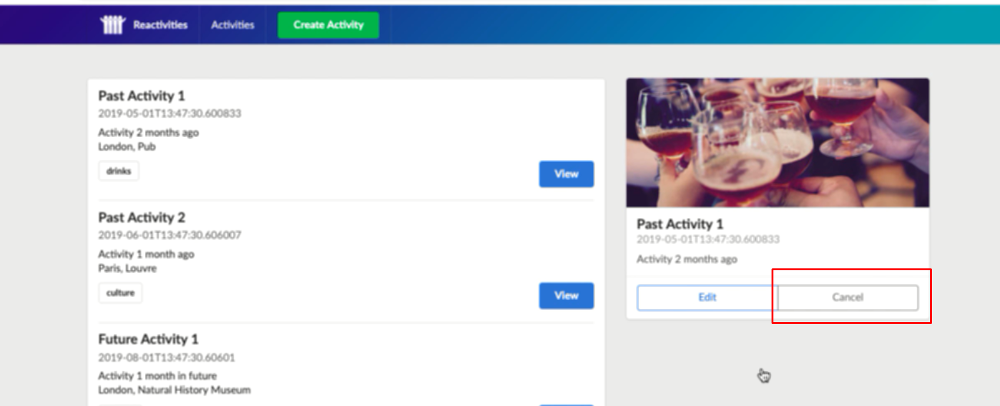 Reactivities
Activities
Create Activity
Past Activity 1
2019-05-01T13:47:30.600833
Activity 2 months ago
London, Pub
drinks
View
Past Activity 2
2019-06-01T13:47:30.606007
Activity 1 month ago
Paris, Louvre
culture
View
Future Activity 1
2019-08-01T13:47:30.60601
Activity 1 month in future
London, Natural History Museum
Past Activity 1
2019-05-01T13:47:30.600833
Activity 2 months ago
Edit
Cancel